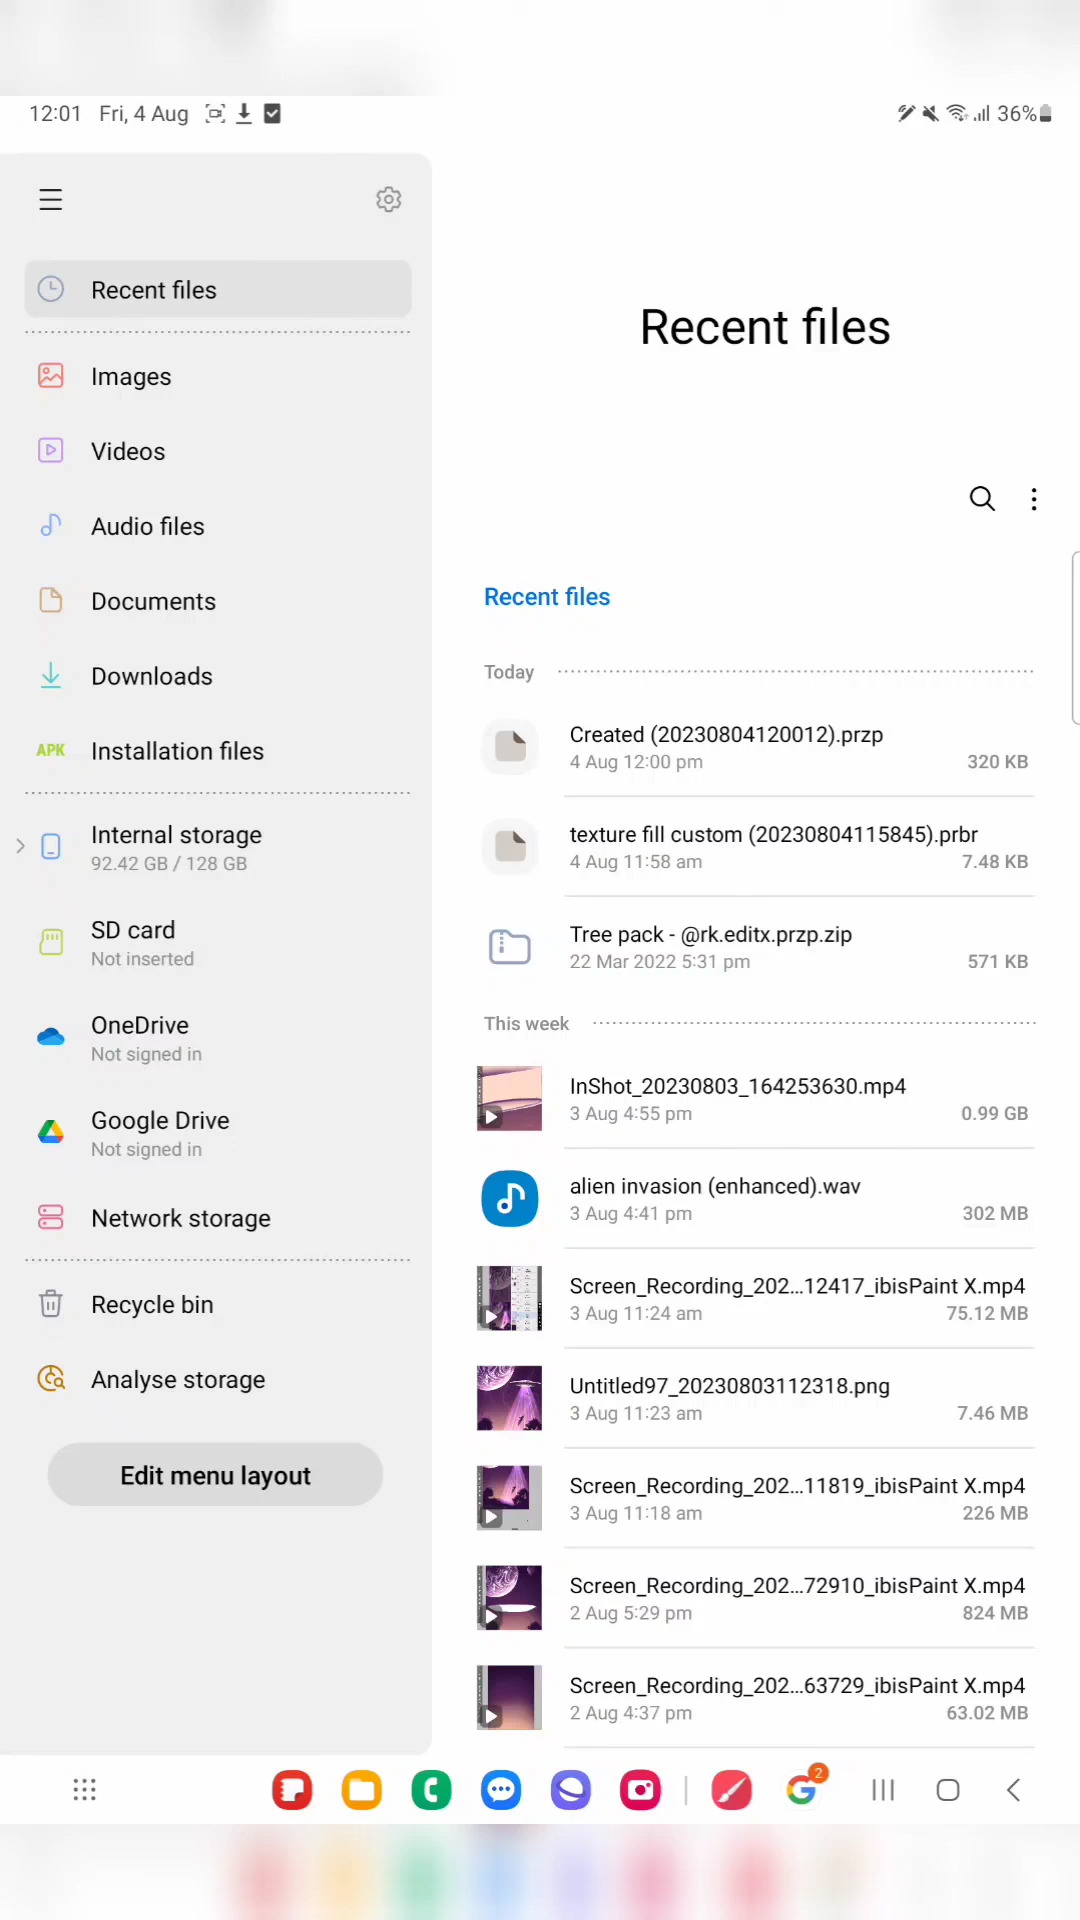 12:01 Fri, 4 Aug
36%
Recent files
Images
Videos
Audio files
Documents
Downloads
APK Installation files
Internal storage
92.42 GB / 128 GB
SD card
Not inserted
OneDrive
Not signed in
Google Drive
Not signed in
Network storage
Recycle bin
Analyse storage
Edit menu layout
Recent files
Recent files
Today
Created (20230804120012).przp
4 Aug 12:00 pm 320 KB
texture fill custom (20230804115845).prbr
4 Aug 11:58 am 7.48 KB
Tree pack - @rk.editx.przp.zip
22 Mar 2022 5:31 pm 571 KB
This week
InShot_20230803_164253630.mp4
3 Aug 4:55 pm 0.99 GB
alien invasion (enhanced).wav
3 Aug 4:41 pm 302 MB
Screen_Recording_202...12417_ibisPaint X.mp4
3 Aug 11:24 am 75.12 MB
Untitled97_20230803112318.png
3 Aug 11:23 am 7.46 MB
Screen_Recording_202...11819_ibisPaint X.mp4
3 Aug 11:18 am 226 MB
Screen_Recording_202...72910_ibisPaint X.mp4
2 Aug 5:29 pm 824 MB
Screen_Recording_202...63729_ibisPaint X.mp4
2 Aug 4:37 pm 63.02 MB
2